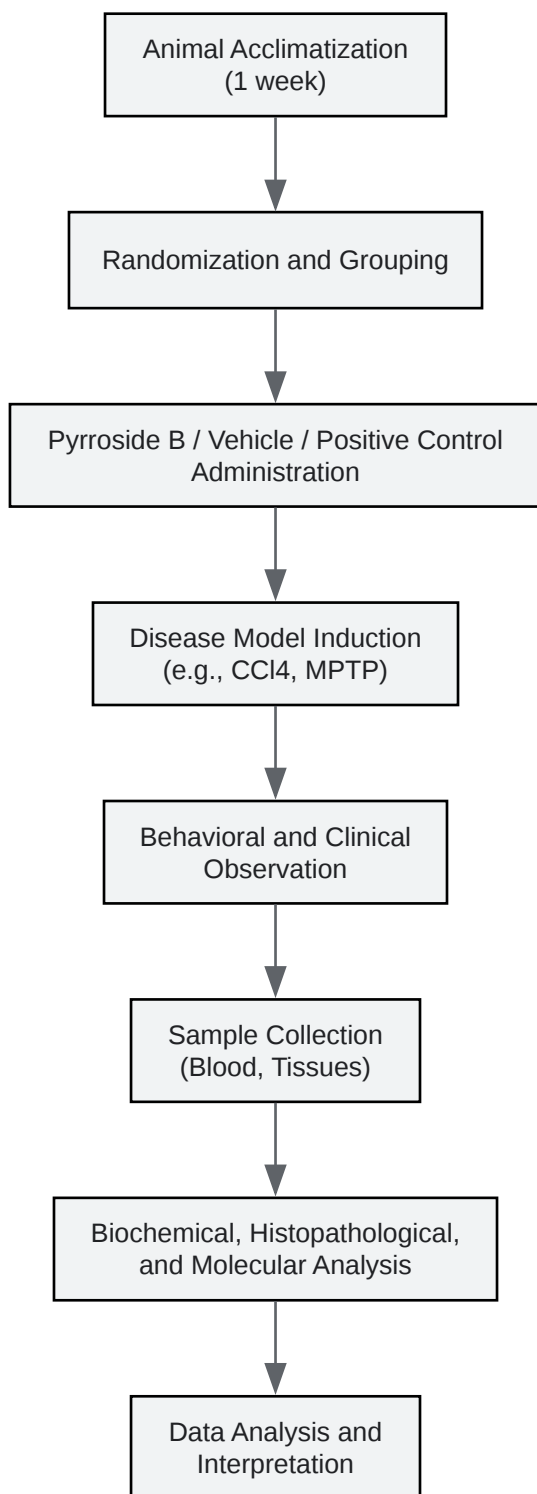 Animal Acclimatization
(1 week)
Randomization and Grouping
Pyrroside B / Vehicle / Positive Control
Administration
Disease Model Induction
(e.g., CCl4, MPTP)
Behavioral and Clinical
Observation
Sample Collection
(Blood, Tissues)
Biochemical, Histopathological,
and Molecular Analysis
Data Analysis and
Interpretation